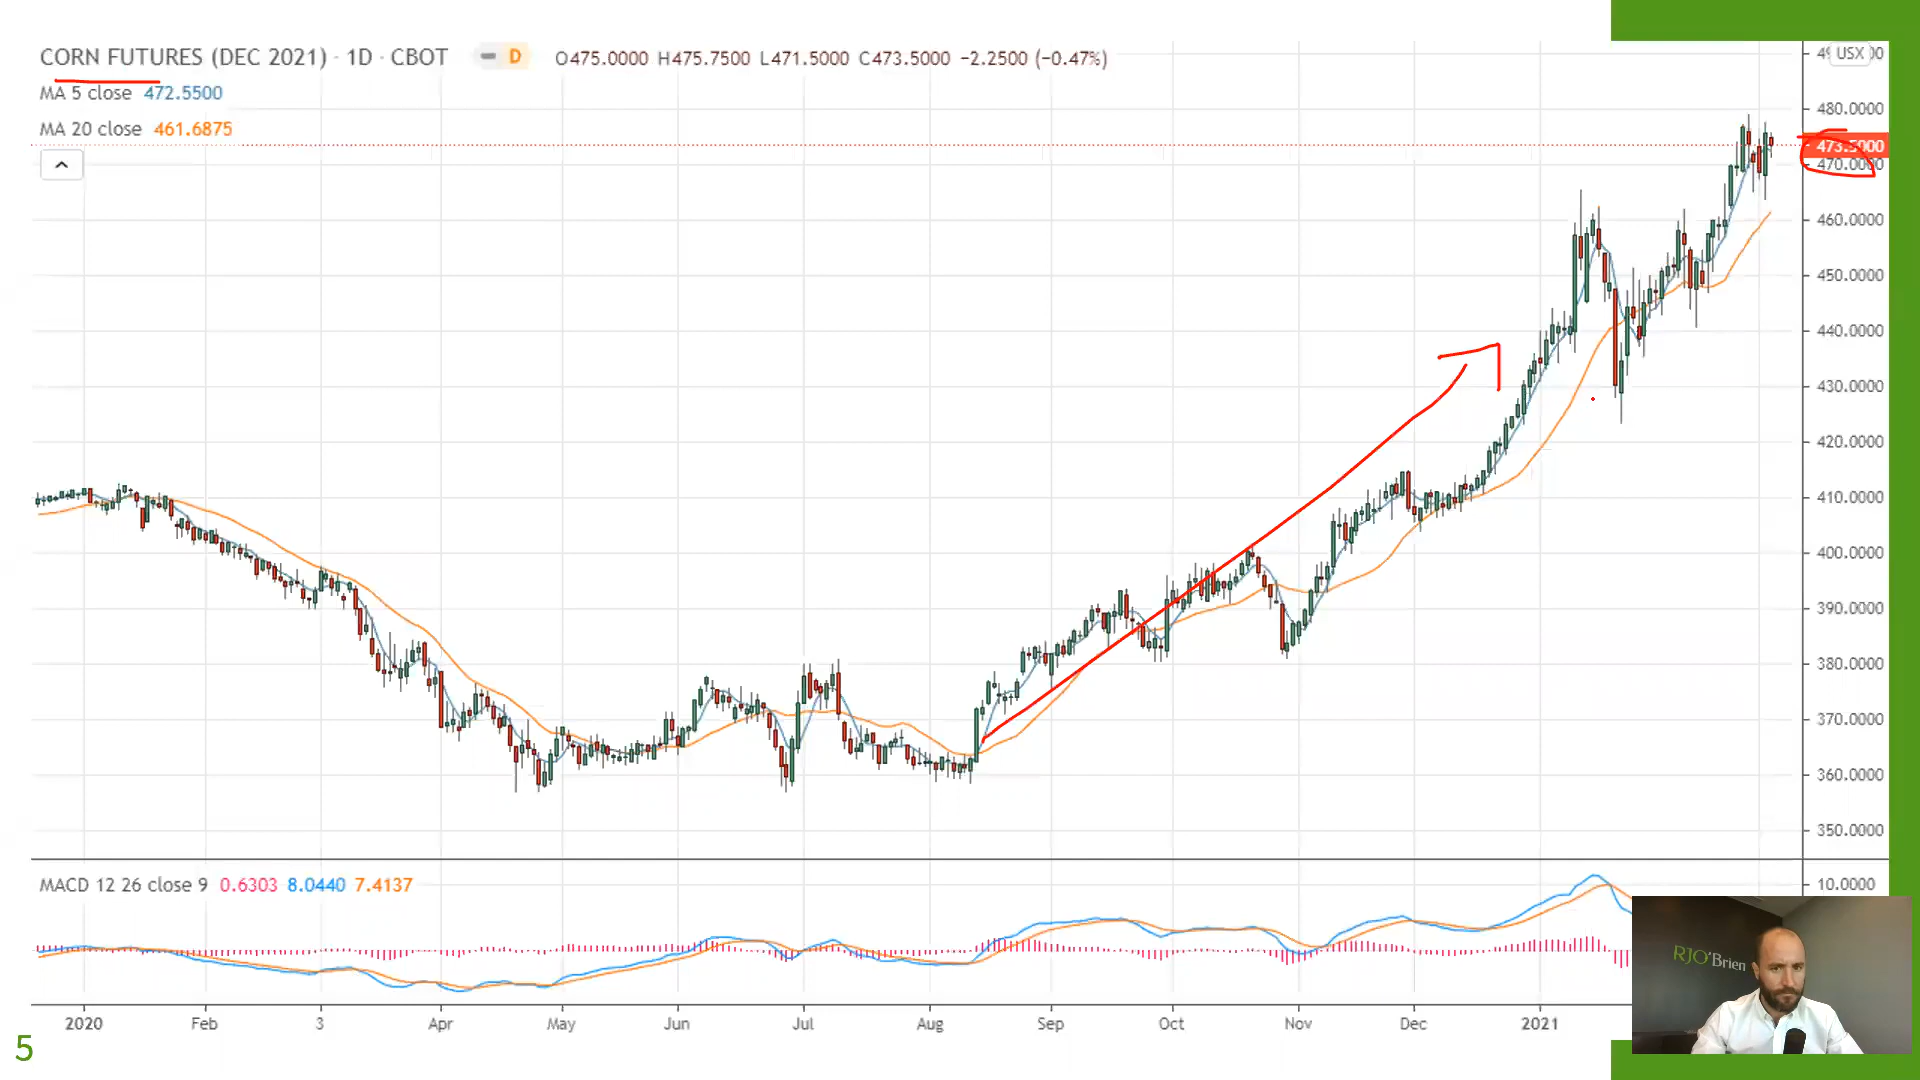 CORN FUTURES (DEC 2021) · 1D · CBOT D O475.0000 H475.7500 L471.5000 C473.5000 −2.2500 (−0.47%)
USX
MA 5 close 472.5500
MA 20 close 461.6875
480.0000
473.5000
470.0000
460.0000
450.0000
440.0000
430.0000
420.0000
410.0000
400.0000
390.0000
380.0000
370.0000
360.0000
350.0000
MACD 12 26 close 9 0.6303 8.0440 7.4137
10.0000
RJO'Brien
2020 Feb 3 Apr May Jun Jul Aug Sep Oct Nov Dec 2021
5